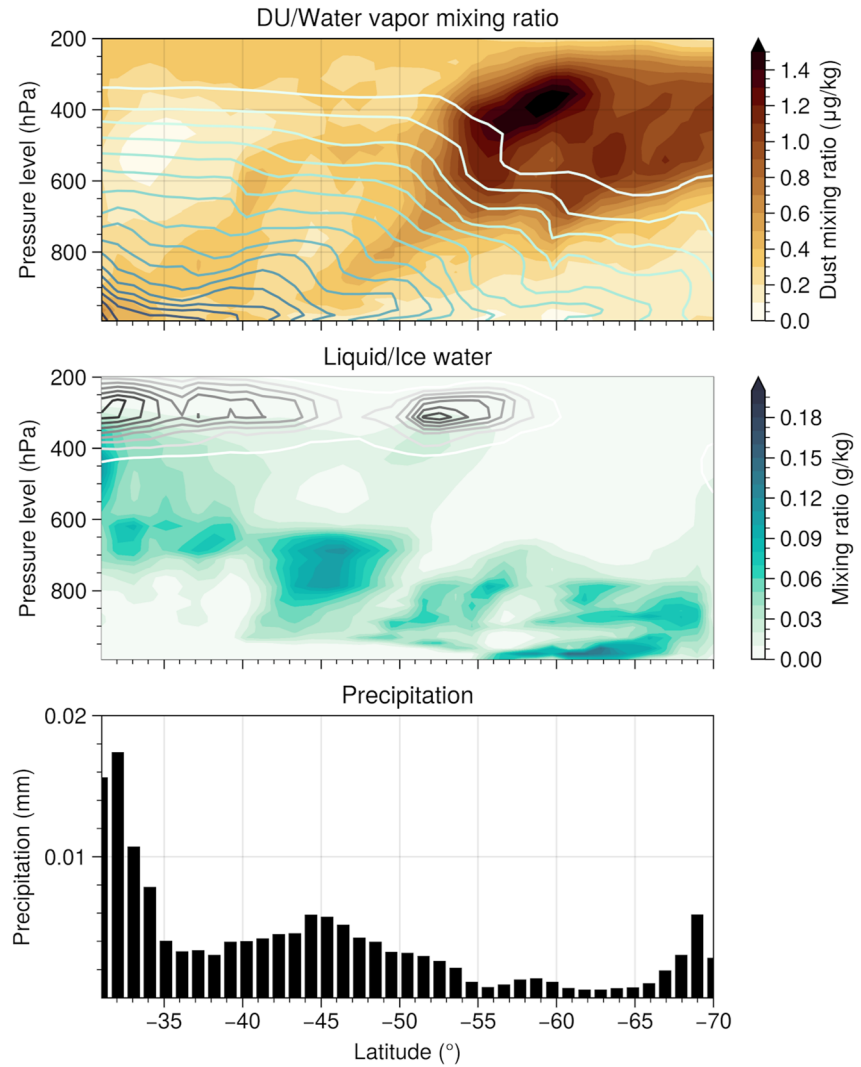 DU/Water vapor mixing ratio
200
400
600
800
Pressure level (hPa)
1.4
1.2
1.0
0.8
0.6
0.4
0.2
0.0
Dust mixing ratio (μg/kg)
Liquid/Ice water
200
400
600
800
Pressure level (hPa)
0.18
0.15
0.12
0.09
0.06
0.03
0.00
Mixing ratio (g/kg)
Precipitation
0.02
0.01
Precipitation (mm)
−35 −40 −45 −50 −55 −60 −65 −70
Latitude (°)